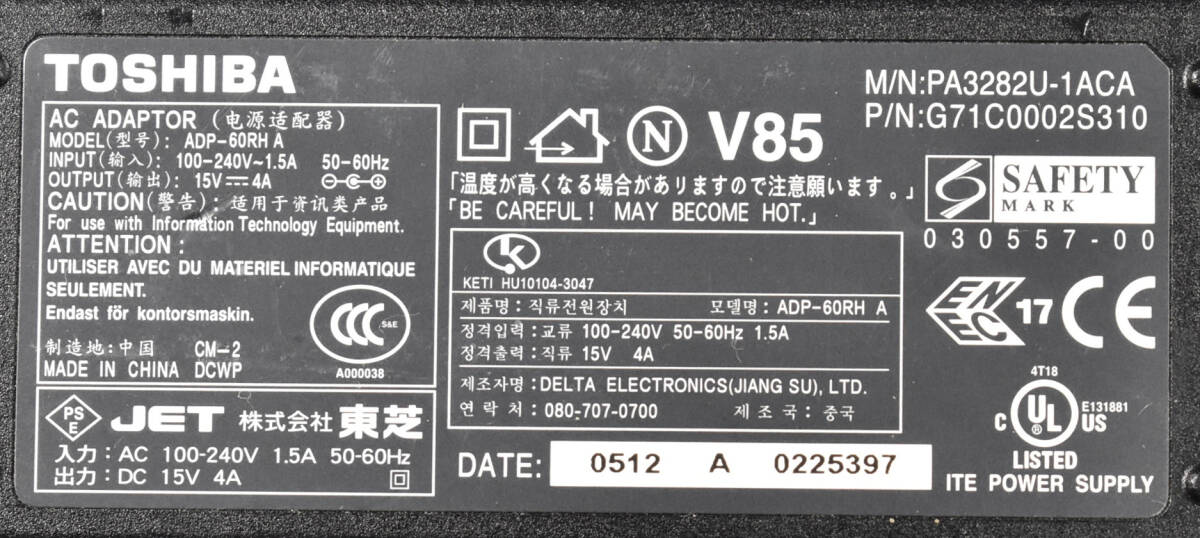 TOSHIBA
AC ADAPTOR (电源适配器)
MODEL(型号): ADP-60RH A
INPUT(输入): 100-240V~1.5A 50-60Hz
OUTPUT(输出): 15V⎓4A
CAUTION(警告): 适用于资讯类产品
For use with Information Technology Equipment.
ATTENTION:
UTILISER AVEC DU MATERIEL INFORMATIQUE
SEULEMENT.
Endast för kontorsmaskin.
制造地:中国 CM-2
MADE IN CHINA DCWP
CCC S&E
A000038
PS
E
JET 株式会社 東芝
入力:AC 100-240V 1.5A 50-60Hz
出力:DC 15V 4A
N V85
「温度が高くなる場合がありますので注意願います。」
「BE CAREFUL! MAY BECOME HOT.」
KETI HU10104-3047
제품명:직류전원장치 모델명: ADP-60RH A
정격입력:교류 100-240V 50-60Hz 1.5A
정격출력:직류 15V 4A
제조자명:DELTA ELECTRONICS(JIANG SU), LTD.
연락처:080-707-0700 제조국:중국
DATE: 0512 A 0225397
M/N:PA3282U-1ACA
P/N:G71C0002S310
SAFETY
MARK
030557-00
EN
EC
17 CE
4T18
C UL ® US E131881
LISTED
ITE POWER SUPPLY